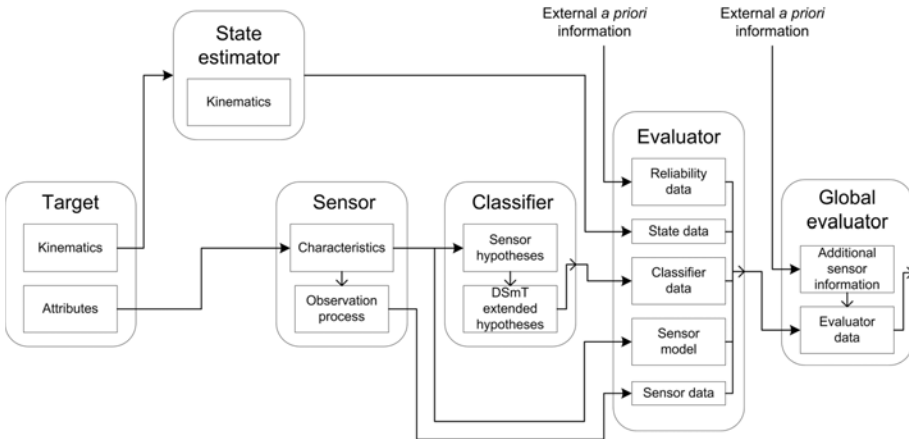 External a priori
information
External a priori
information
State
estimator
Kinematics
Evaluator
Reliability
data
State data
Classifier
data
Sensor
model
Sensor data
Target
Kinematics
Attributes
Sensor
Characteristics
Observation
process
Classifier
Sensor
hypotheses
DSmT
extended
hypotheses
Global
evaluator
Additional
sensor
information
Evaluator
data